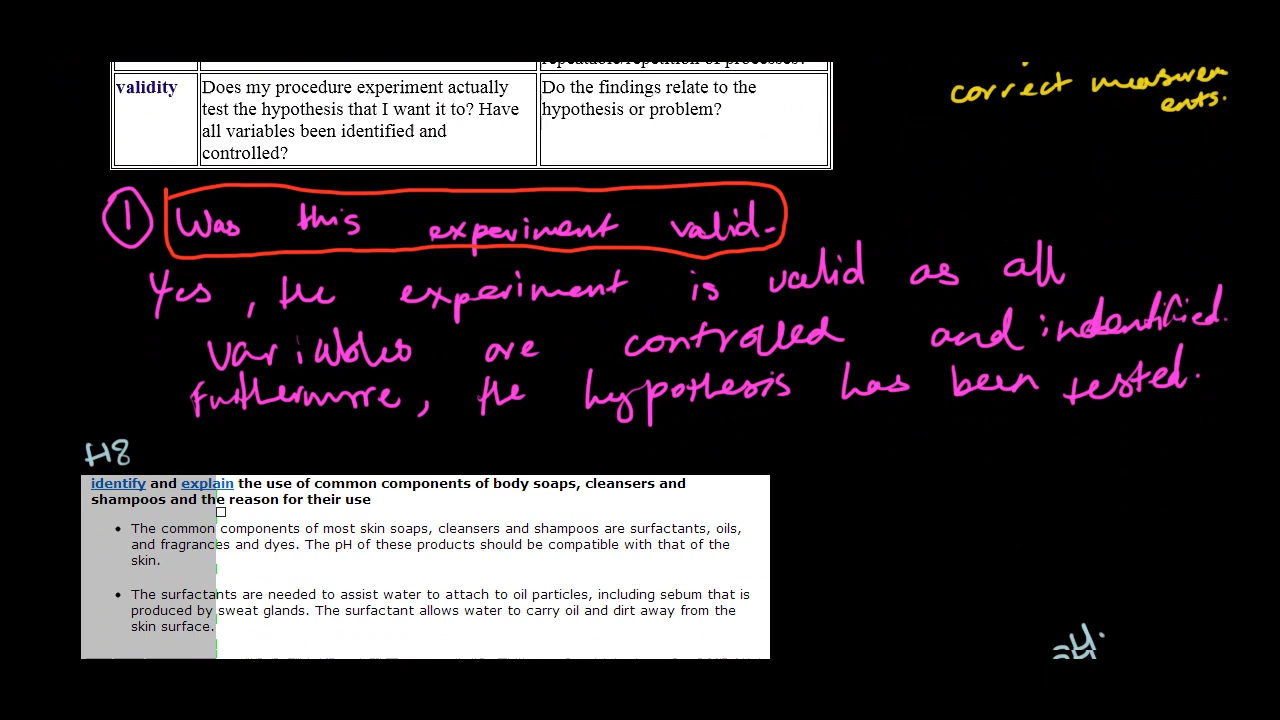 repeatable/repetition of processes?
correct measurem
ents.
validity
Does my procedure experiment actually
test the hypothesis that I want it to? Have
all variables been identified and
controlled?
Do the findings relate to the
hypothesis or problem?
1 Was this experiment valid.
Yes, the experiment is valid as all
variables are controlled and indentified.
Furthermore, the hypothesis has been tested.
H8
identify and explain the use of common components of body soaps, cleansers and
shampoos and the reason for their use
• The common components of most skin soaps, cleansers and shampoos are surfactants, oils,
and fragrances and dyes. The pH of these products should be compatible with that of the
skin.
• The surfactants are needed to assist water to attach to oil particles, including sebum that is
produced by sweat glands. The surfactant allows water to carry oil and dirt away from the
skin surface.